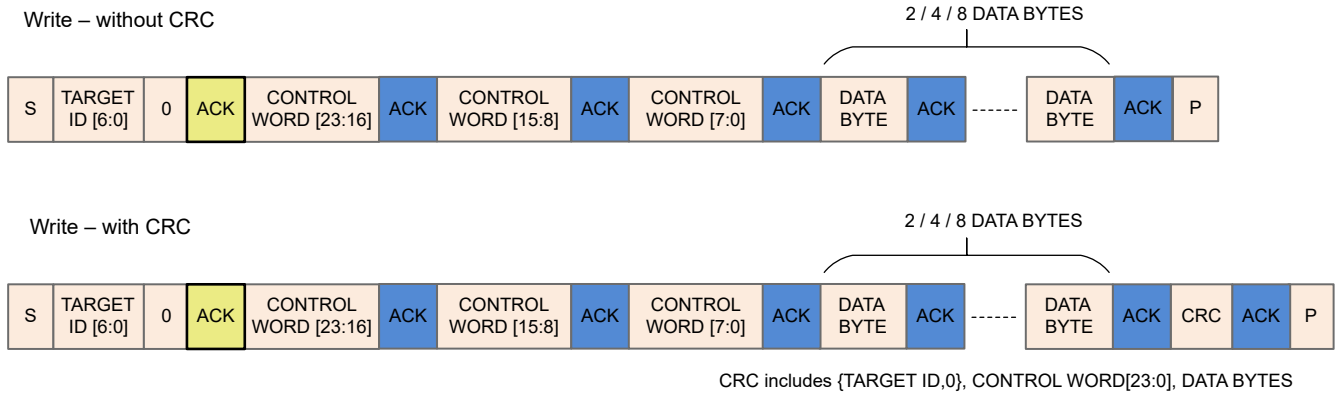 Write – without CRC
2 / 4 / 8 DATA BYTES
S
TARGET
ID [6:0]
0
ACK
CONTROL
WORD [23:16]
ACK
CONTROL
WORD [15:8]
ACK
CONTROL
WORD [7:0]
ACK
DATA
BYTE
ACK
------
DATA
BYTE
ACK
P
Write – with CRC
2 / 4 / 8 DATA BYTES
S
TARGET
ID [6:0]
0
ACK
CONTROL
WORD [23:16]
ACK
CONTROL
WORD [15:8]
ACK
CONTROL
WORD [7:0]
ACK
DATA
BYTE
ACK
------
DATA
BYTE
ACK
CRC
ACK
P
CRC includes {TARGET ID,0}, CONTROL WORD[23:0], DATA BYTES